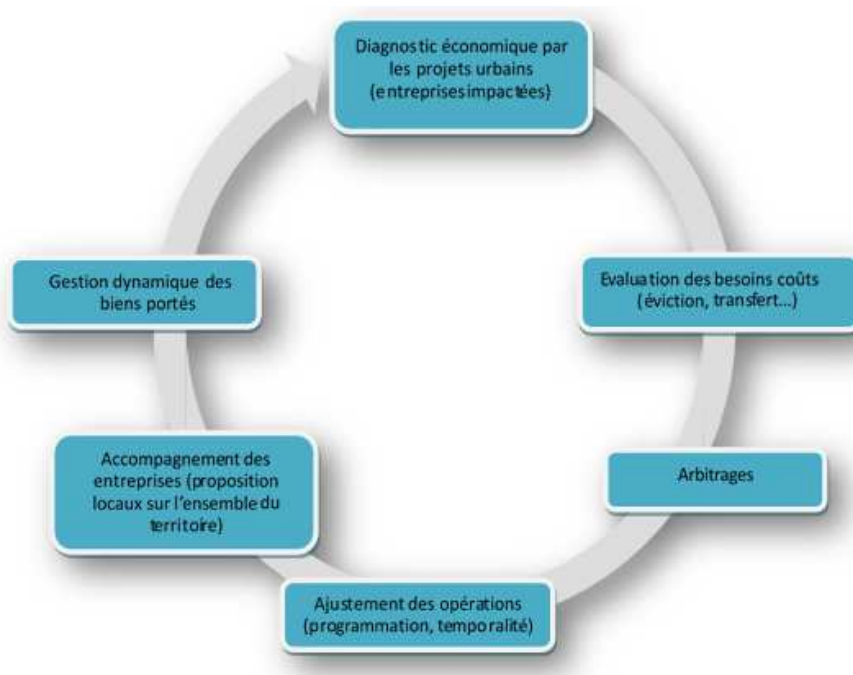 Diagnostic économique par
les projets urbains
(entreprises impactées)
Evaluation des besoins coûts
(éviction, transfert...)
Arbitrages
Ajustement des opérations
(programmation, temporalité)
Accompagnement des
entreprises (proposition
locaux sur l'ensemble du
territoire)
Gestion dynamique des
biens portés